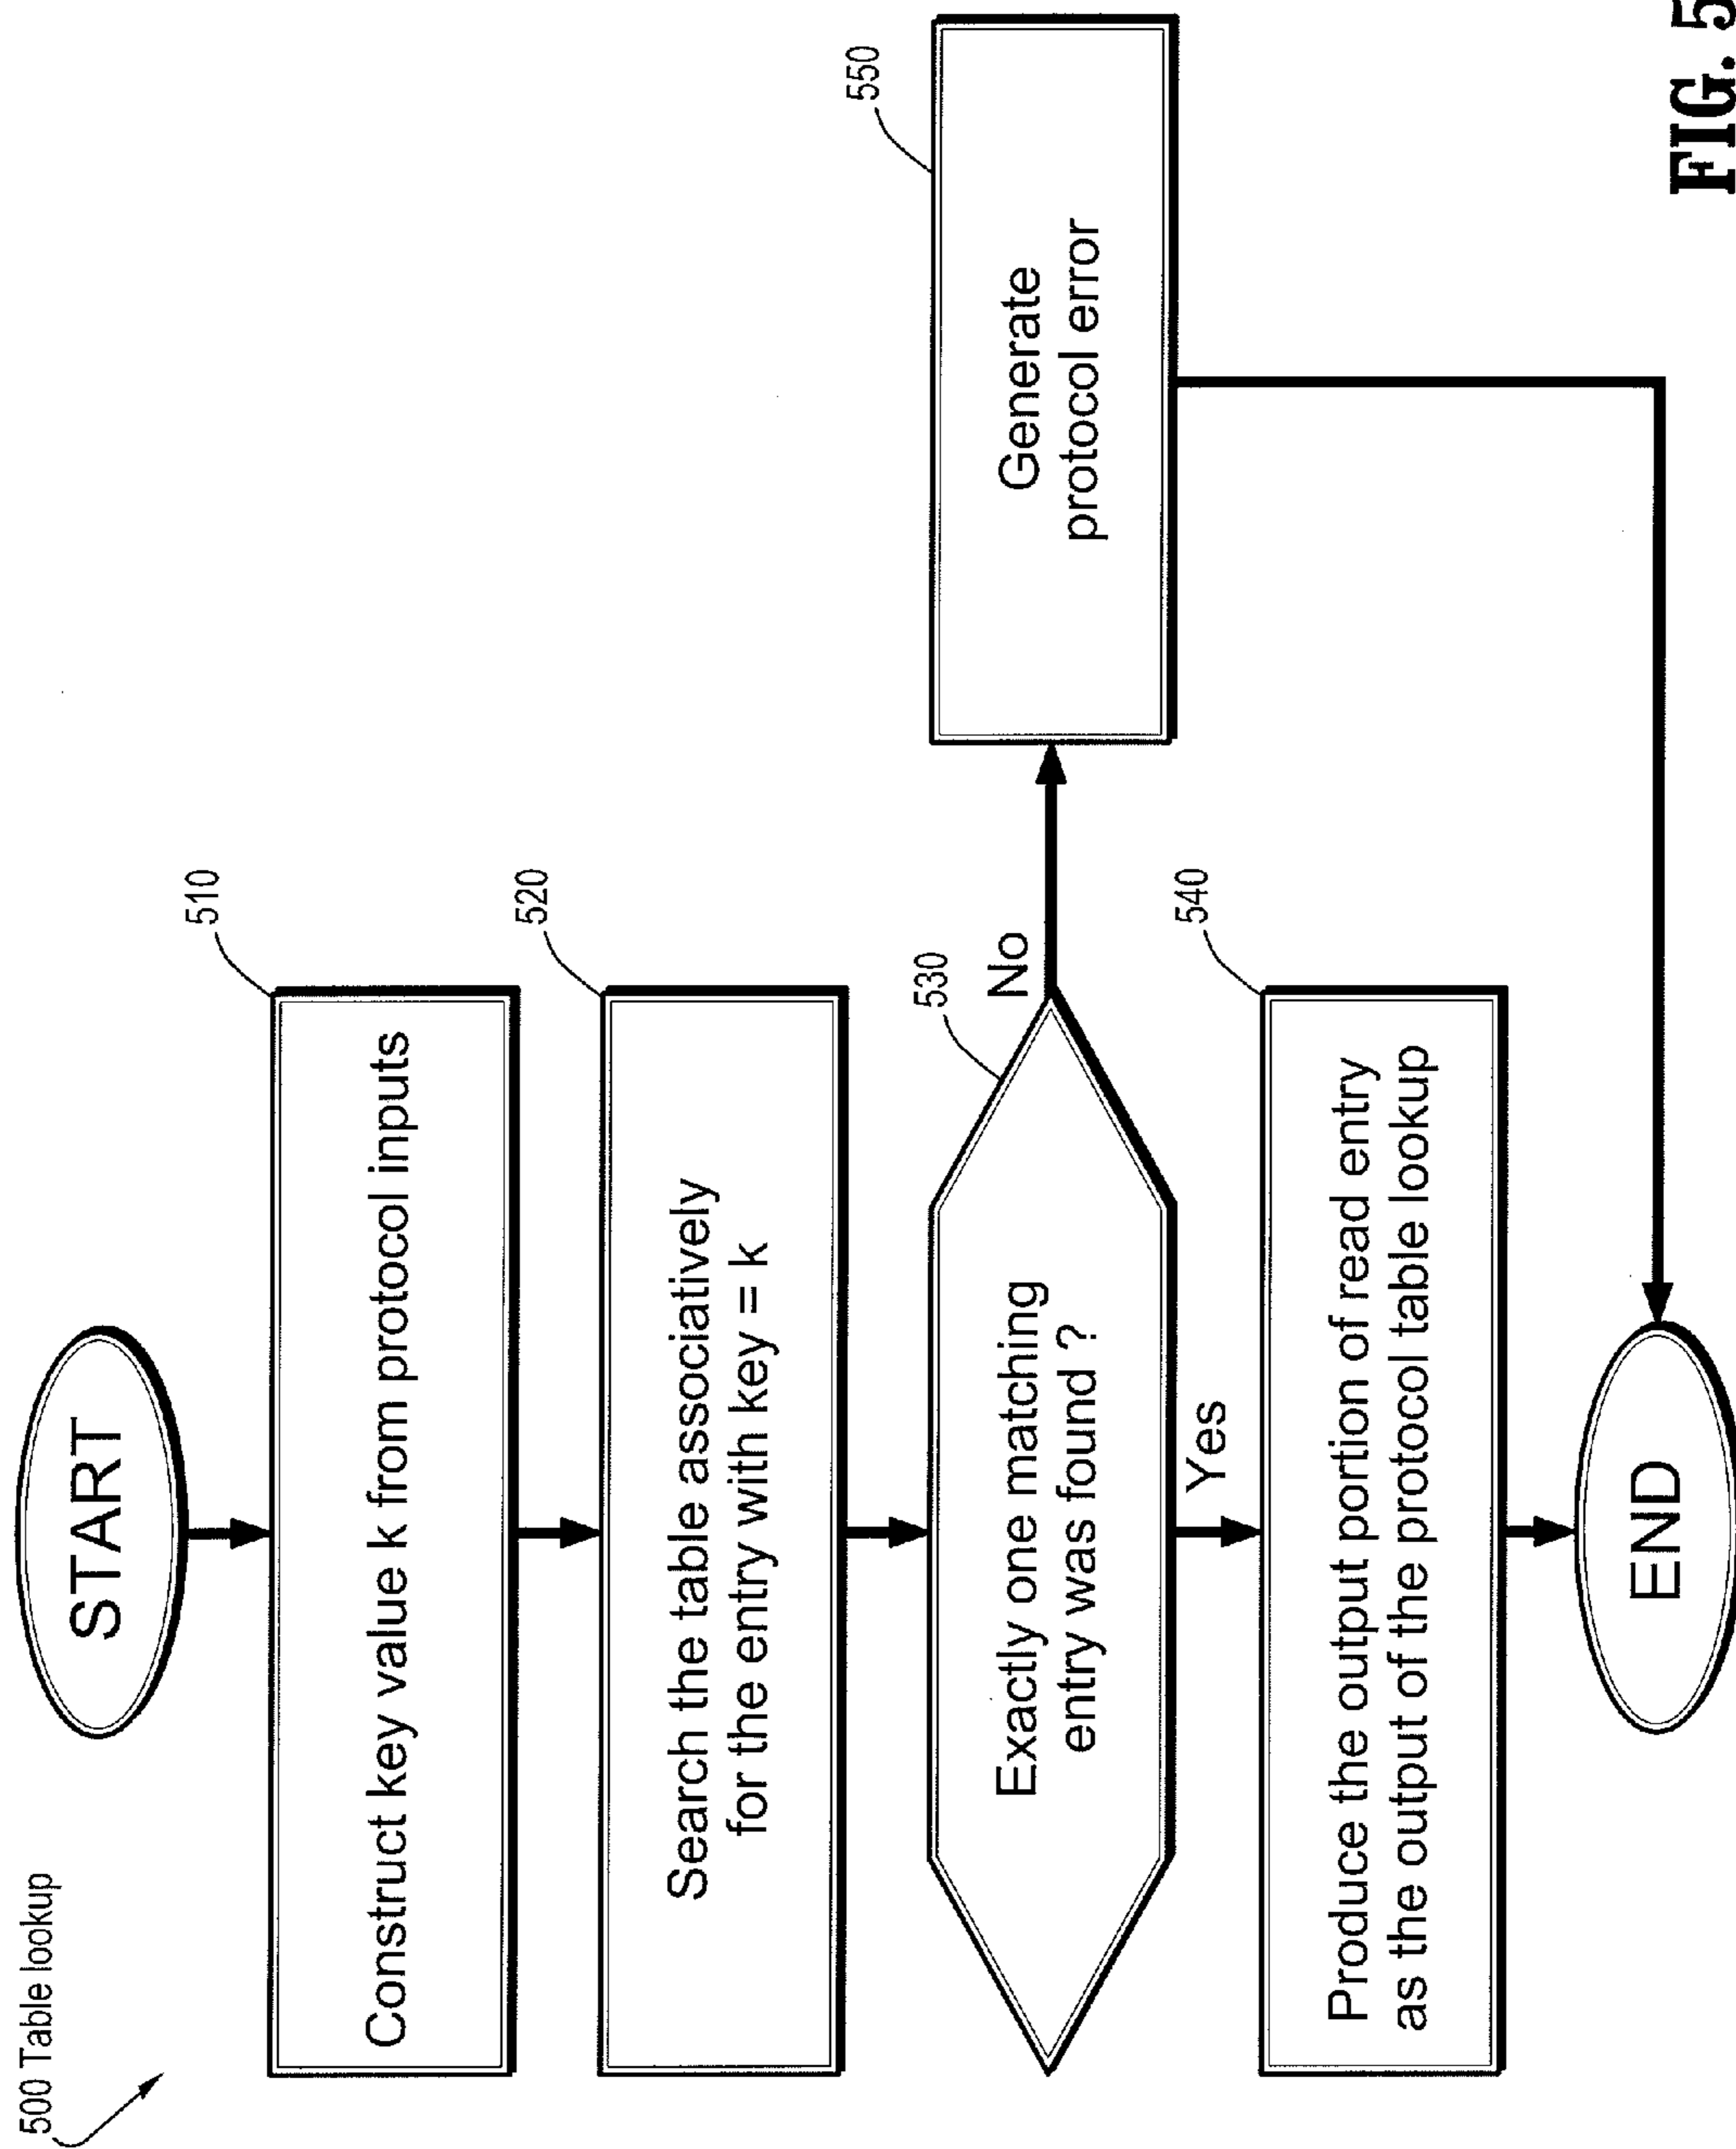 500 Table lookup
START
510
Construct key value k from protocol inputs
520
Search the table associatively
for the entry with key = k
530
Exactly one matching
entry was found ?
No
550
Generate
protocol error
Yes
540
Produce the output portion of read entry
as the output of the protocol table lookup
END
FIG. 5